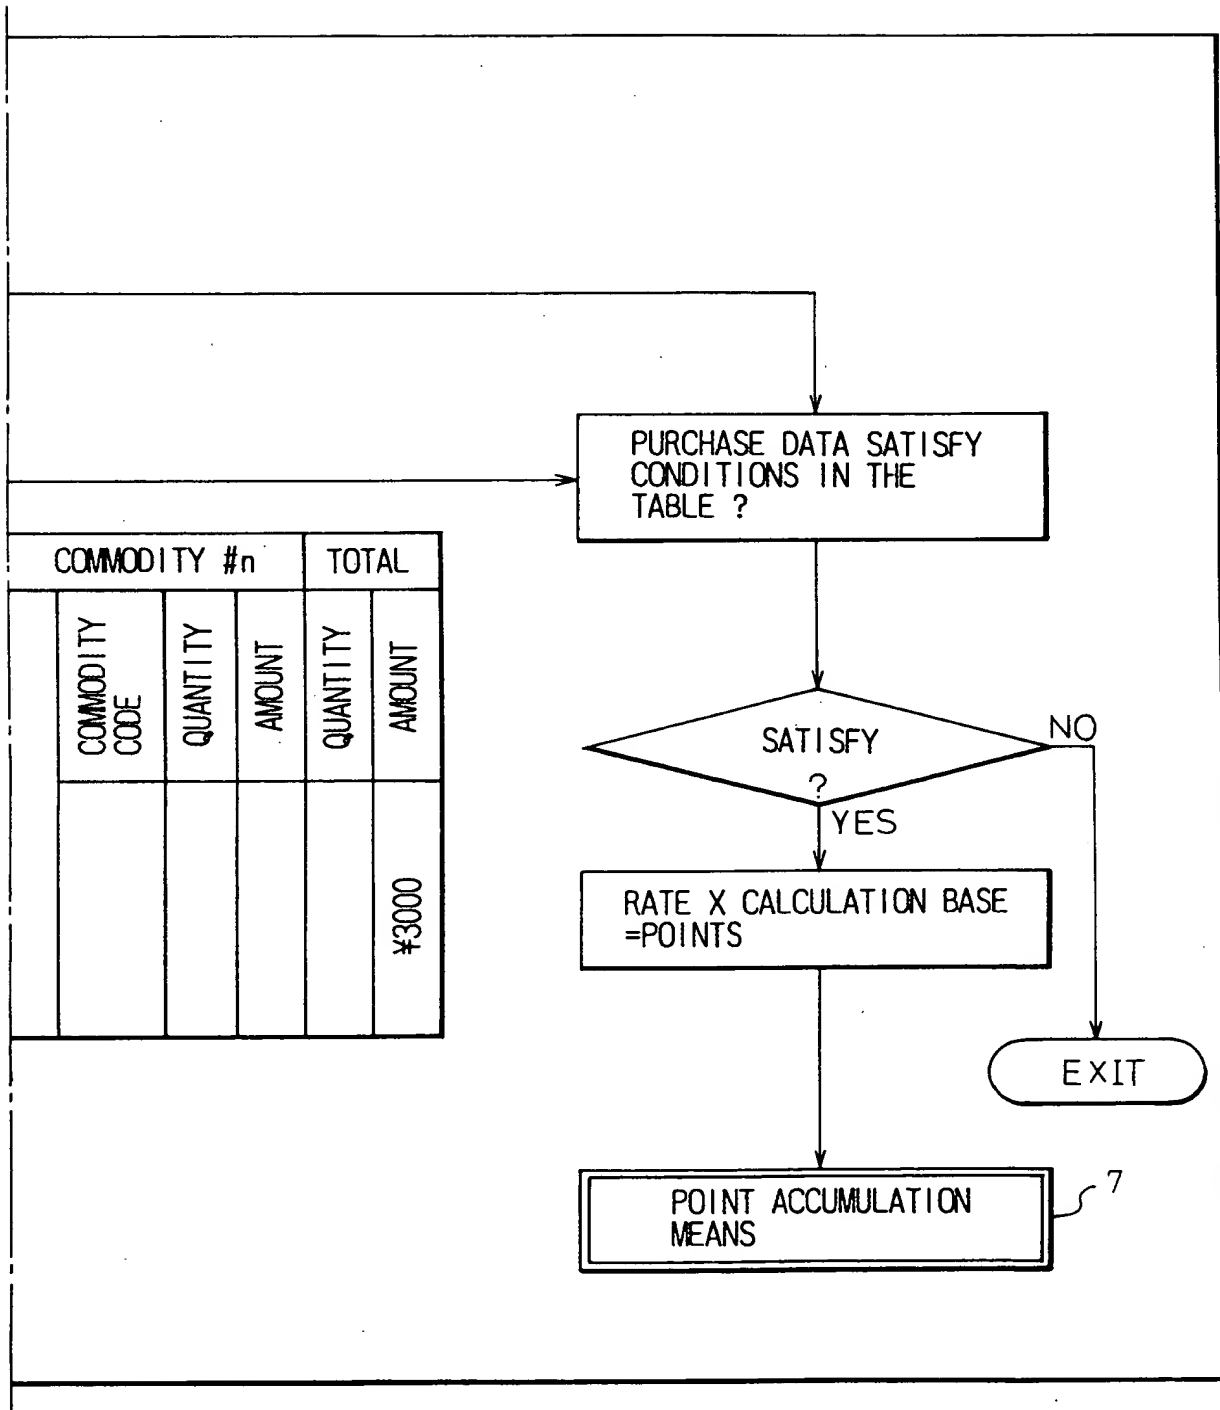 PURCHASE DATA SATISFY
CONDITIONS IN THE
TABLE ?
COMMODITY #n
TOTAL
COMMODITY
CODE
QUANTITY
AMOUNT
QUANTITY
AMOUNT
¥3000
SATISFY
?
NO
YES
RATE X CALCULATION BASE
=POINTS
EXIT
POINT ACCUMULATION
MEANS
7